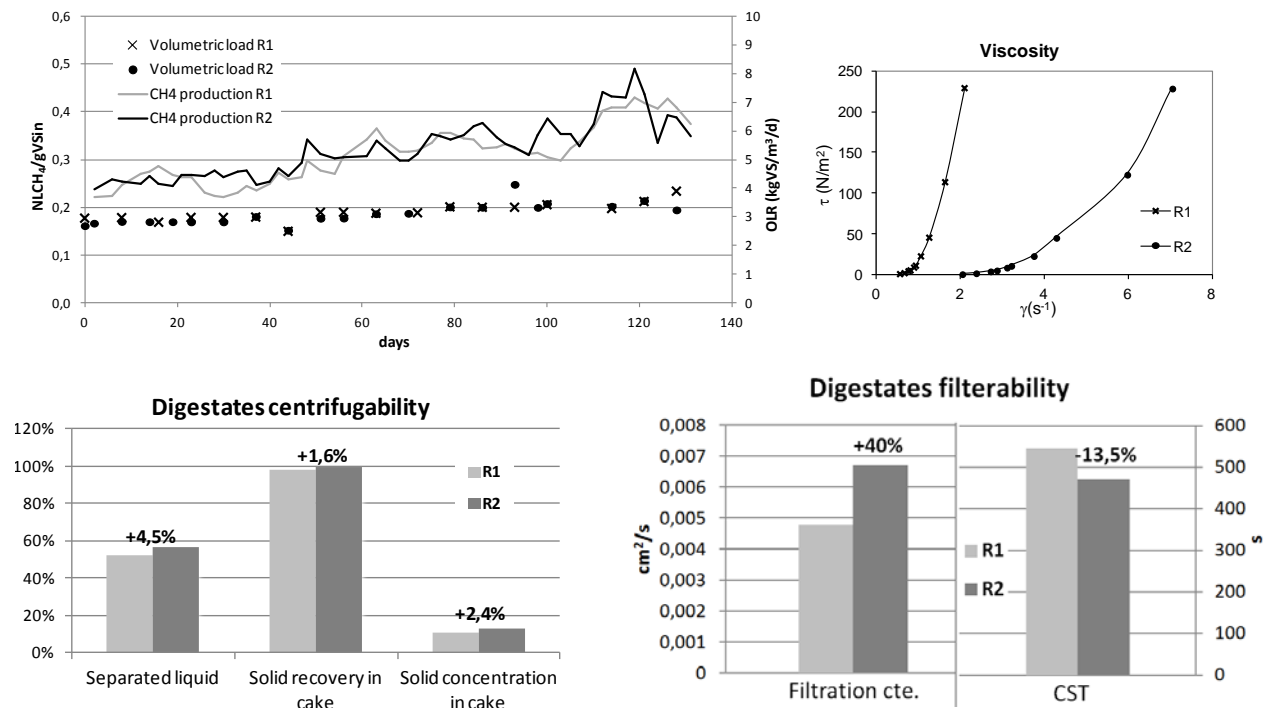 0,6
0,5
0,4
0,3
0,2
0,1
0,0
NLCH4/gVSin
Volumetric load R1
Volumetric load R2
CH4 production R1
CH4 production R2
10
9
8
7
6
5
4
3
2
1
0
OLR (kgVS/m³/d)
0 20 40 60 80 100 120 140
days
Viscosity
250
200
150
100
50
0
τ (N/m²)
R1
R2
0 2 4 6 8
γ(s⁻¹)
Digestates centrifugability
120%
100%
80%
60%
40%
20%
0%
+4,5%
+1,6%
+2,4%
R1
R2
Separated liquid Solid recovery in Solid concentration
cake in cake
Digestates filterability
0,008
0,007
0,006
0,005
0,004
0,003
0,002
0,001
0
cm²/s
+40%
-13,5%
R1
R2
600
500
400
300
200
100
0
s
Filtration cte. CST